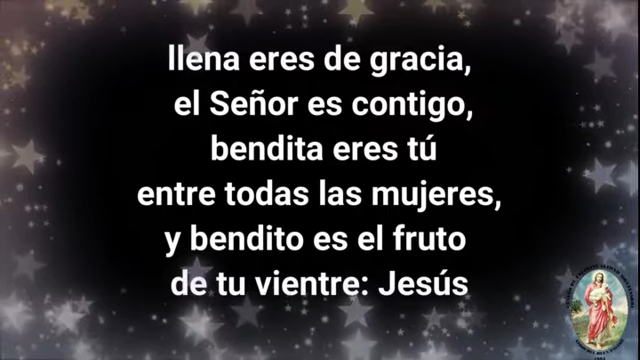 llena eres de gracia,
el Señor es contigo,
bendita eres tú
entre todas las mujeres,
y bendito es el fruto
de tu vientre: Jesús